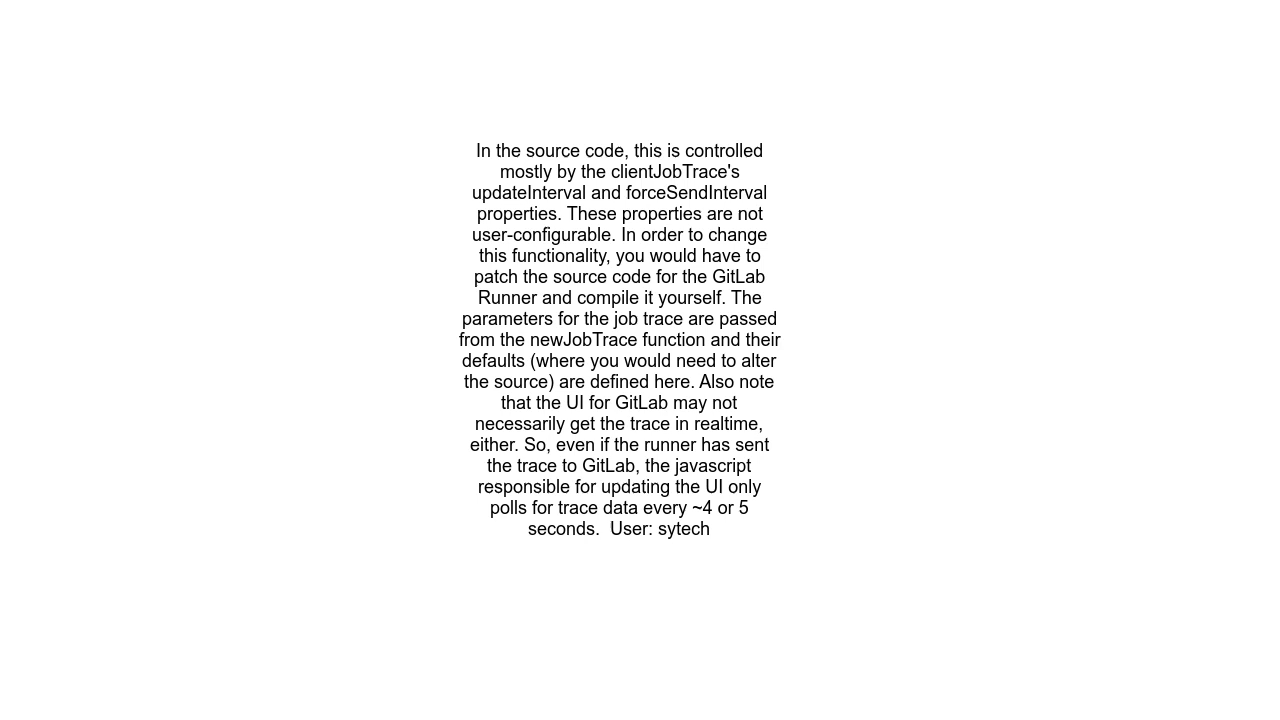 In the source code, this is controlled
mostly by the clientJobTrace's
updateInterval and forceSendInterval
properties. These properties are not
user-configurable. In order to change
this functionality, you would have to
patch the source code for the GitLab
Runner and compile it yourself. The
parameters for the job trace are passed
from the newJobTrace function and their
defaults (where you would need to alter
the source) are defined here. Also note
that the UI for GitLab may not
necessarily get the trace in realtime,
either. So, even if the runner has sent
the trace to GitLab, the javascript
responsible for updating the UI only
polls for trace data every ~4 or 5
seconds.  User: sytech